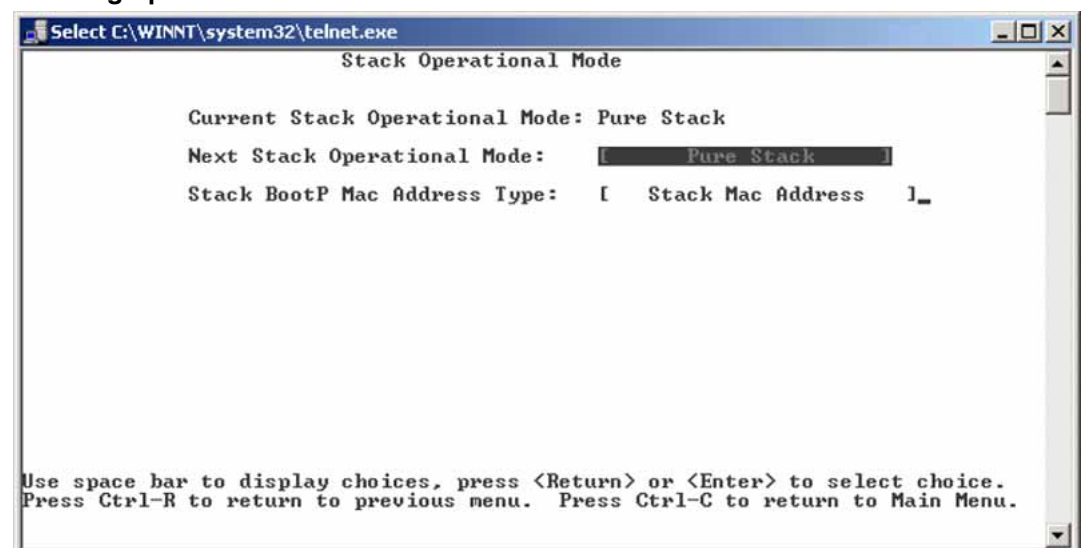 Select C:\WINNT\system32\telnet.exe
Stack Operational Mode
Current Stack Operational Mode: Pure Stack
Next Stack Operational Mode: [ Pure Stack ]
Stack BootP Mac Address Type: [ Stack Mac Address ]_
Use space bar to display choices, press <Return> or <Enter> to select choice.
Press Ctrl-R to return to previous menu. Press Ctrl-C to return to Main Menu.